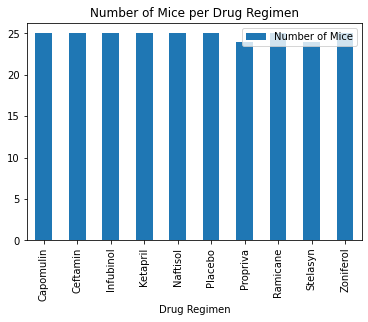 Number of Mice per Drug Regimen
Number of Mice
25
20
15
10
5
0
Capomulin
Ceftamin
Infubinol
Ketapril
Naftisol
Placebo
Propriva
Ramicane
Stelasyn
Zoniferol
Drug Regimen